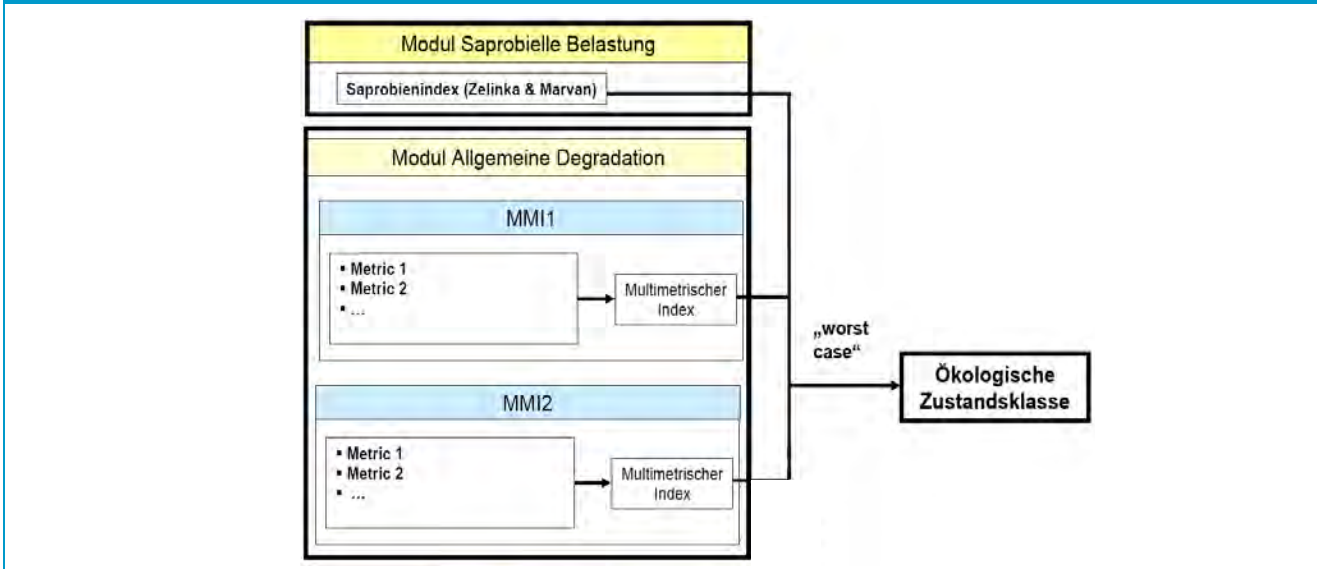 Modul Saprobielle Belastung
Saprobienindex (Zelinka & Marvan)
Modul Allgemeine Degradation
MMI1
▪ Metric 1
▪ Metric 2
▪ ...
Multimetrischer
Index
MMI2
▪ Metric 1
▪ Metric 2
▪ ...
Multimetrischer
Index
„worst
case“
Ökologische
Zustandsklasse